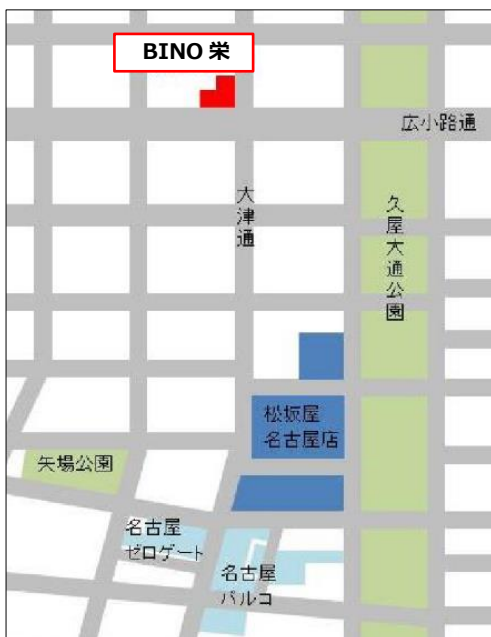 BINO 栄
広小路通
大津通
久屋大通公園
松坂屋
名古屋店
矢場公園
名古屋
ゼロゲート
名古屋
パルコ